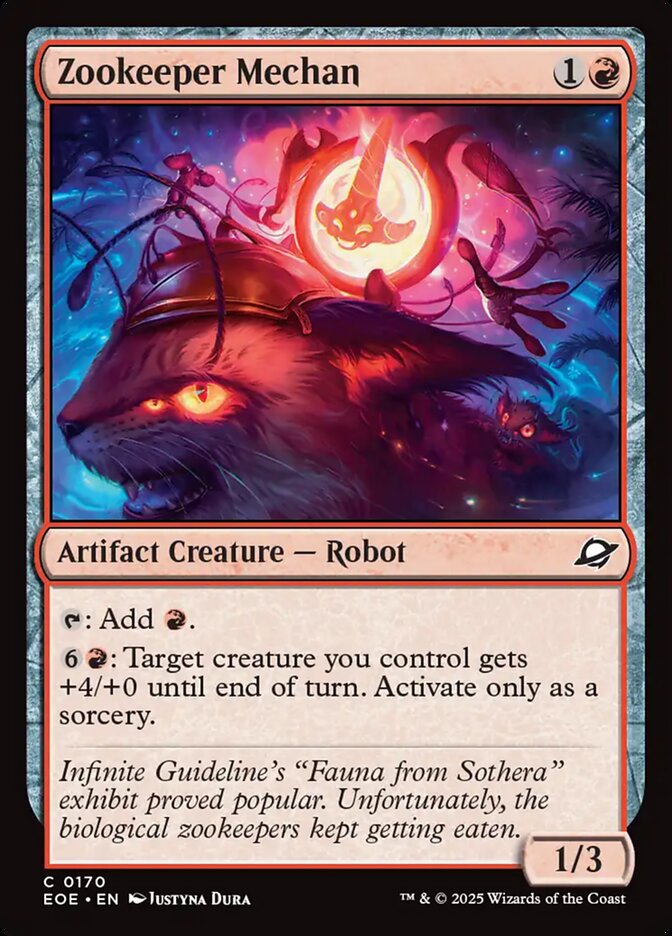 Zookeeper Mechan 1
Artifact Creature — Robot
: Add .
6: Target creature you control gets
+4/+0 until end of turn. Activate only as a
sorcery.
Infinite Guideline's “Fauna from Sothera”
exhibit proved popular. Unfortunately, the
biological zookeepers kept getting eaten.
1/3
C 0170
EOE • EN JUSTYNA DURA
™ & © 2025 Wizards of the Coast